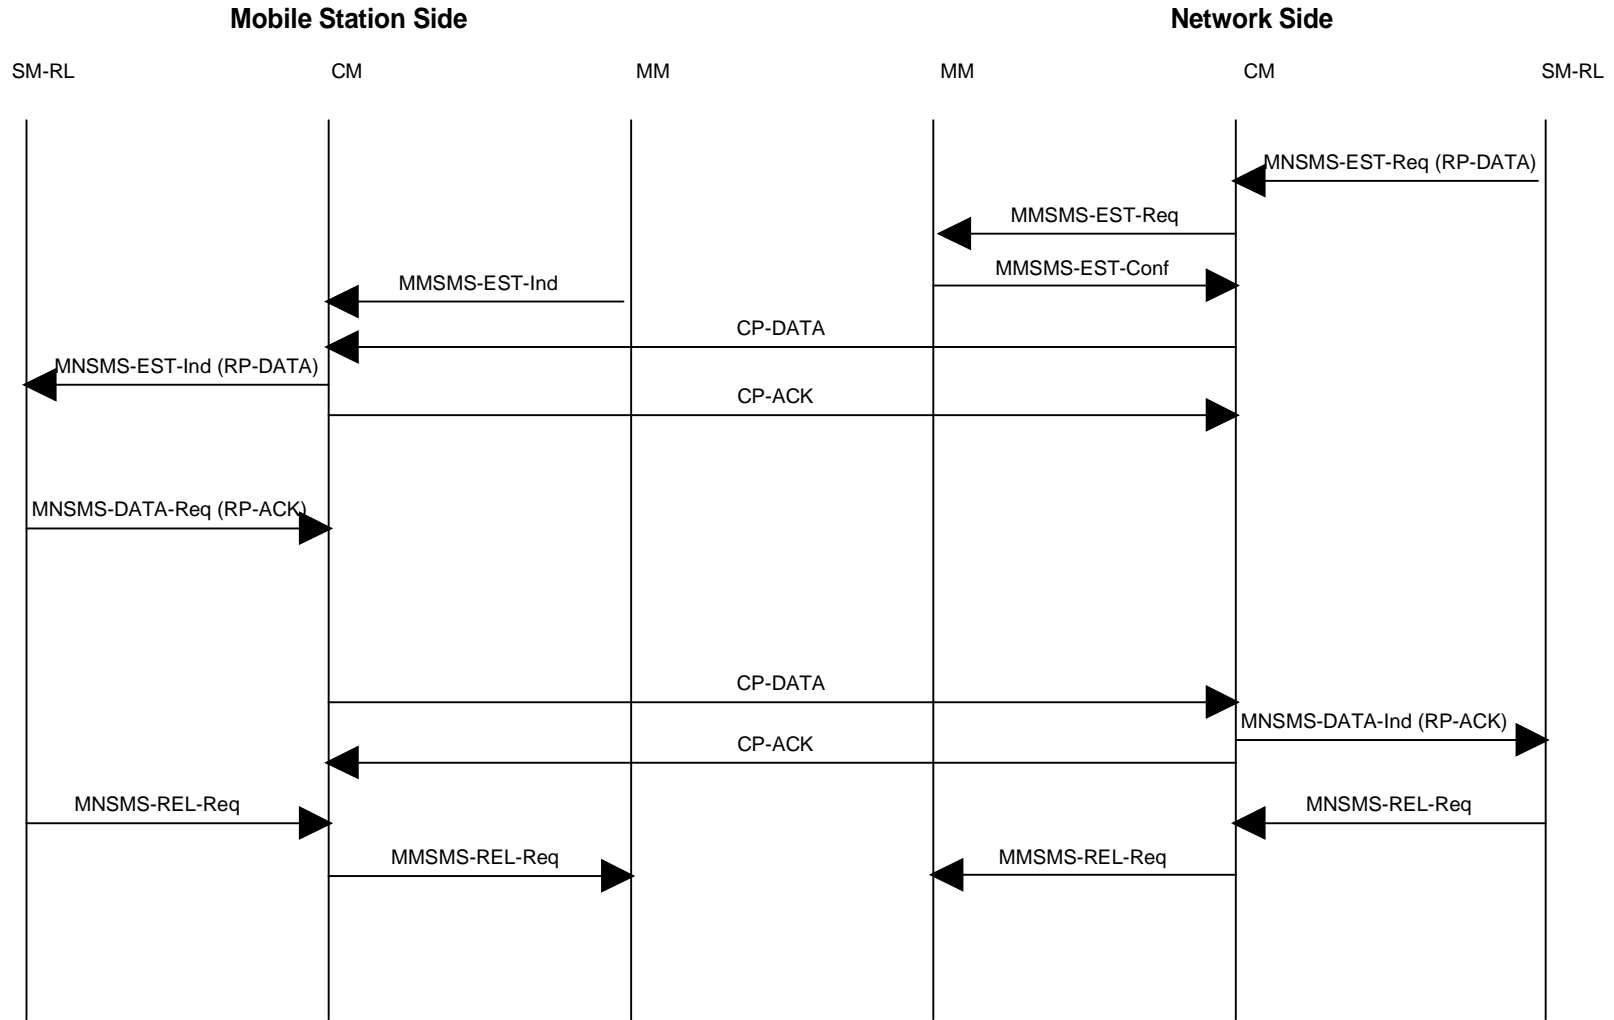 Mobile Station Side
Network Side
SM-RL
CM
MM
MM
CM
SM-RL
MNSMS-EST-Req (RP-DATA)
MMSMS-EST-Req
MMSMS-EST-Conf
MMSMS-EST-Ind
CP-DATA
MNSMS-EST-Ind (RP-DATA)
CP-ACK
MNSMS-DATA-Req (RP-ACK)
CP-DATA
MNSMS-DATA-Ind (RP-ACK)
CP-ACK
MNSMS-REL-Req
MNSMS-REL-Req
MMSMS-REL-Req
MMSMS-REL-Req